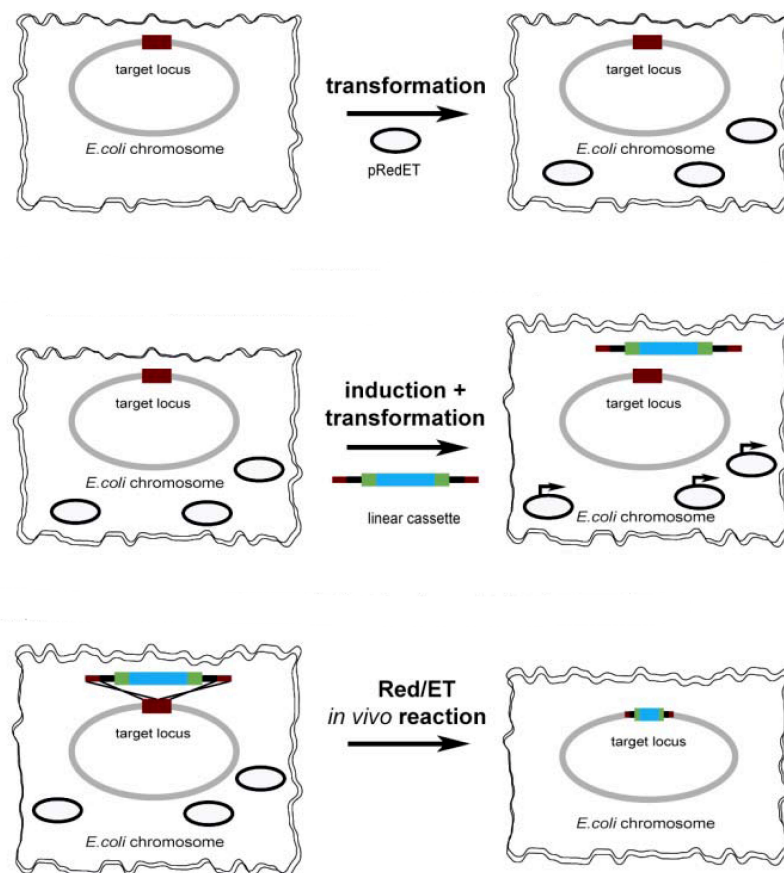 target locus
E.coli chromosome
transformation
pRedET
target locus
E.coli chromosome
target locus
E.coli chromosome
induction +
transformation
linear cassette
target locus
E.coli chromosome
target locus
E.coli chromosome
Red/ET
in vivo reaction
target locus
E.coli chromosome